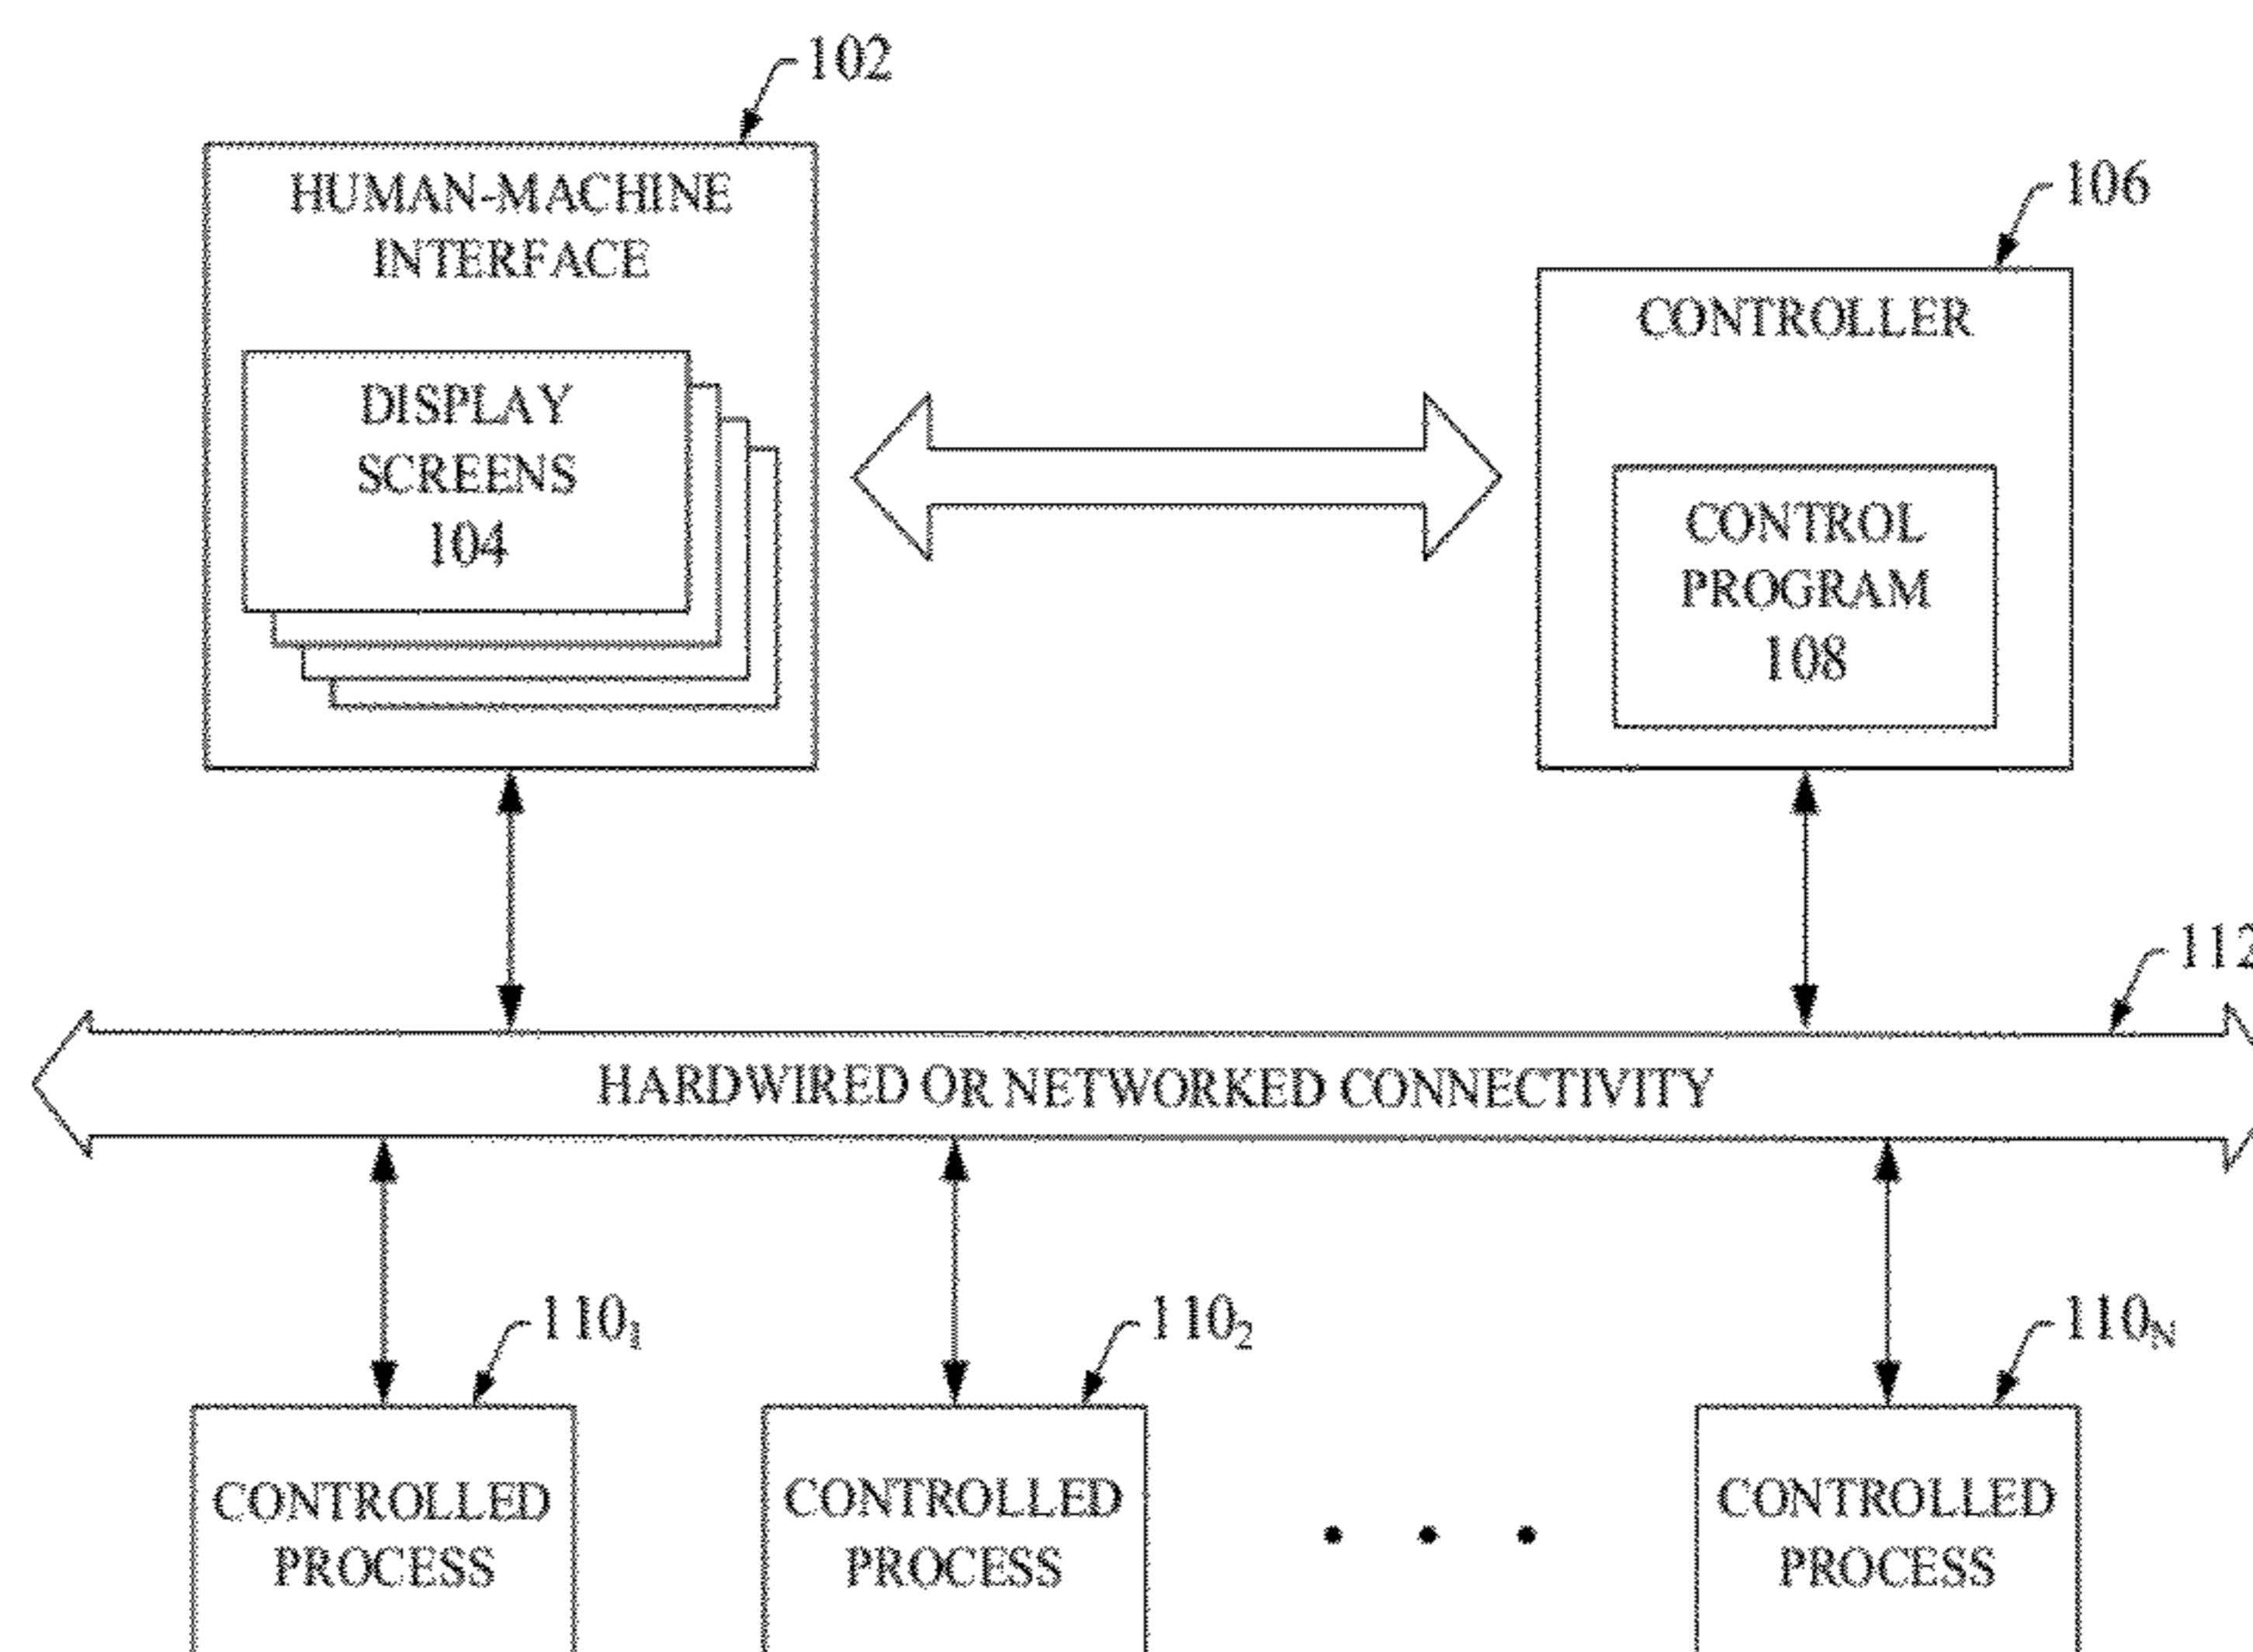 102
HUMAN-MACHINE
INTERFACE
DISPLAY
SCREENS
104
106
CONTROLLER
CONTROL
PROGRAM
108
112
HARDWIRED OR NETWORKED CONNECTIVITY
110₁
110₂
110ₙ
CONTROLLED
PROCESS
CONTROLLED
PROCESS
CONTROLLED
PROCESS